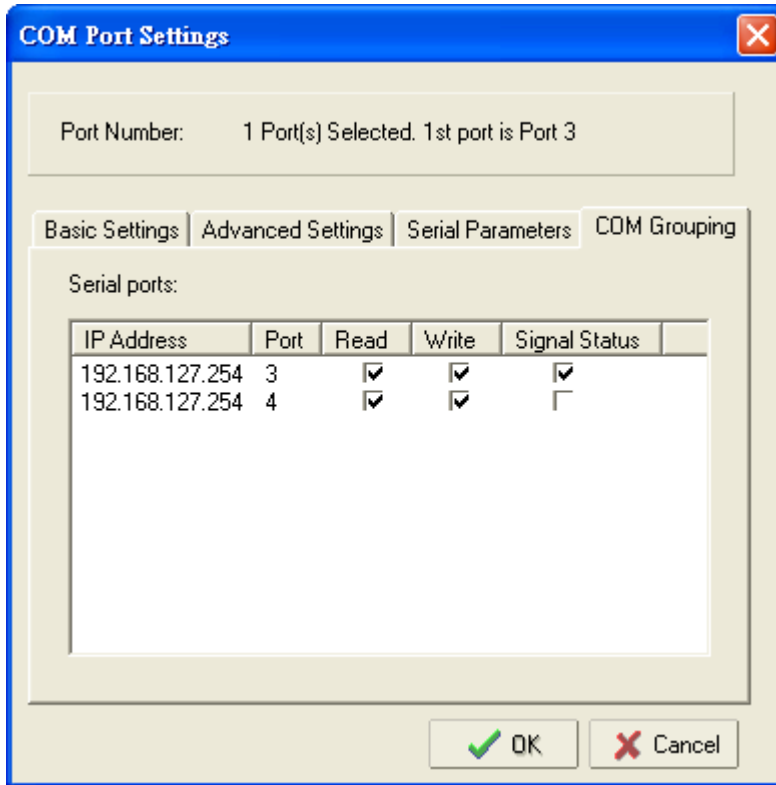 COM Port Settings
Port Number: 1 Port(s) Selected. 1st port is Port 3
Basic Settings Advanced Settings Serial Parameters COM Grouping
Serial ports:
IP Address Port Read Write Signal Status
192.168.127.254 3
192.168.127.254 4
OK Cancel